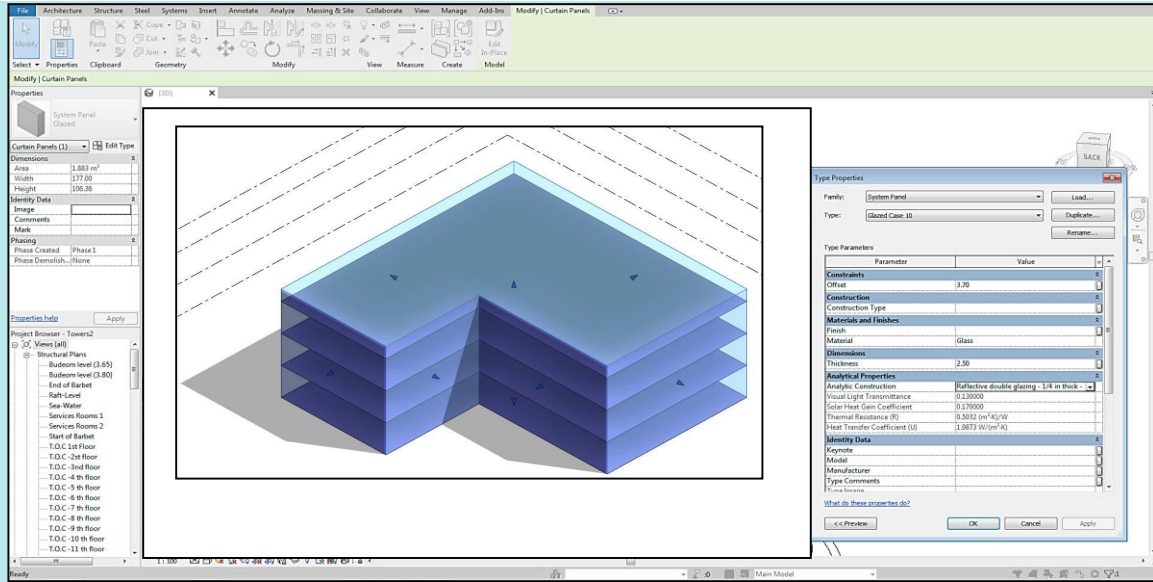 File Architecture Structure Steel Systems Insert Annotate Analyze Massing & Site Collaborate View Manage Add-Ins Modify | Curtain Panels
Cope
Cut
Join
Modify
Paste
Edit
In-Place
Select Properties Clipboard Geometry Modify View Measure Create Model
Modify | Curtain Panels
Properties
(3D)
System Panel
Glazed
Curtain Panels (1) Edit Type
Dimensions
Area 1.883 m²
Width 177.00
Height 106.36
Identity Data
Image
Comments
Mark
Phasing
Phase Created Phase 1
Phase Demolish... None
Properties help Apply
Project Browser - Towers2
Views (all)
Structural Plans
Budeom level (3.65)
Budeom level (3.80)
End of Barbet
Raft-Level
Sea-Water
Services Rooms 1
Services Rooms 2
Start of Barbet
T.O.C 1st Floor
T.O.C -2st floor
T.O.C -3nd floor
T.O.C -4 th floor
T.O.C -5 th floor
T.O.C -6 th floor
T.O.C -7 th floor
T.O.C -8 th floor
T.O.C -9 th floor
T.O.C -10 th floor
T.O.C -11 th floor
BACK
Type Properties
Family: System Panel Load...
Type: Glazed Case 10 Duplicate...
Rename...
Type Parameters
Parameter Value =
Constraints
Offset 3.70
Construction
Construction Type
Materials and Finishes
Finish
Material Glass
Dimensions
Thickness 2.50
Analytical Properties
Analytic Construction Reflective double glazing - 1/4 in thick -
Visual Light Transmittance 0.130000
Solar Heat Gain Coefficient 0.170000
Thermal Resistance (R) 0.5032 (m²·K)/W
Heat Transfer Coefficient (U) 1.9873 W/(m²·K)
Identity Data
Keynote
Model
Manufacturer
Type Comments
Type Image
What do these properties do?
<< Preview OK Cancel Apply
1 : 100
Ready :0 Main Model :1